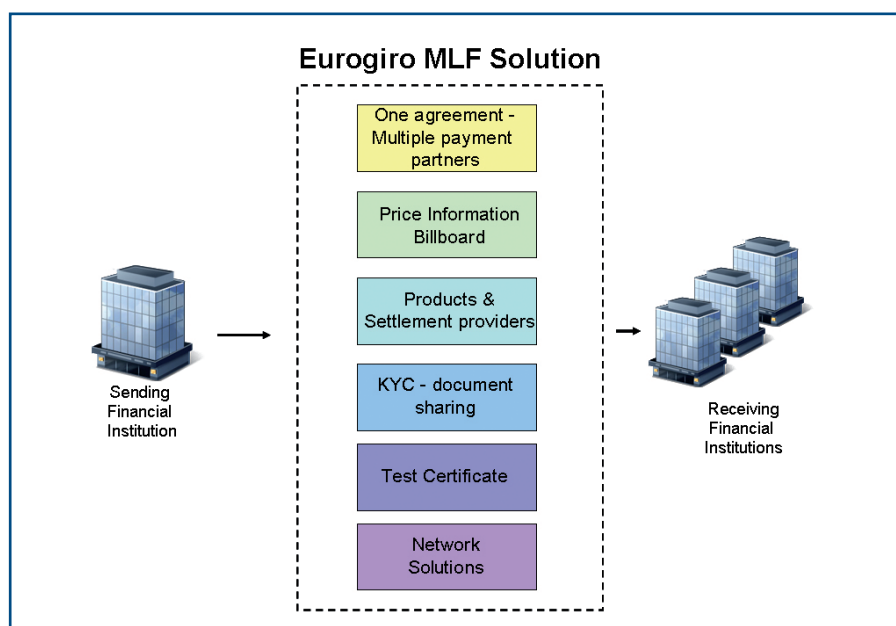 Eurogiro MLF Solution
One agreement -
Multiple payment
partners
Price Information
Billboard
Products &
Settlement providers
KYC - document
sharing
Test Certificate
Network
Solutions
Sending
Financial
Institution
Receiving
Financial
Institutions